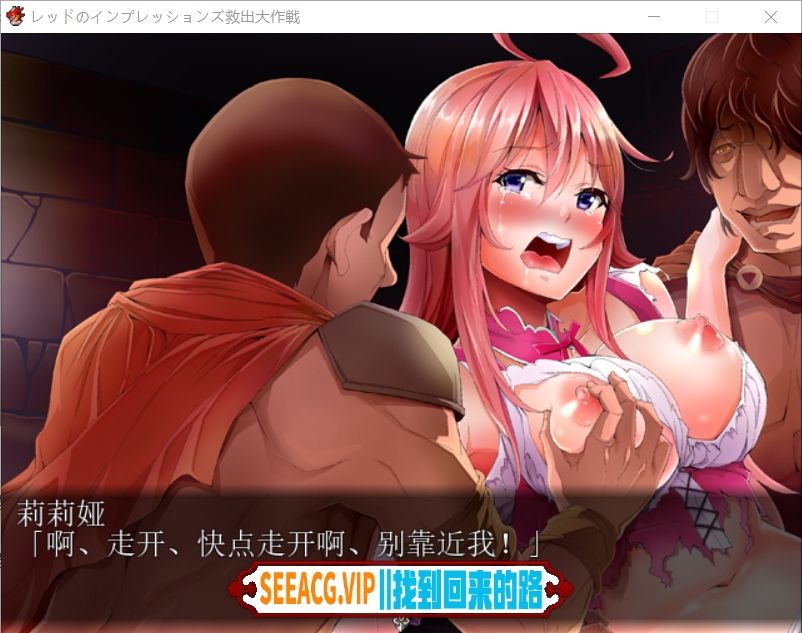 レッドのインプレッションズ救出大作戦
莉莉娅
「啊、走开、快点走开啊、别靠近我！」
SEEACG.VIP||找到回来的路